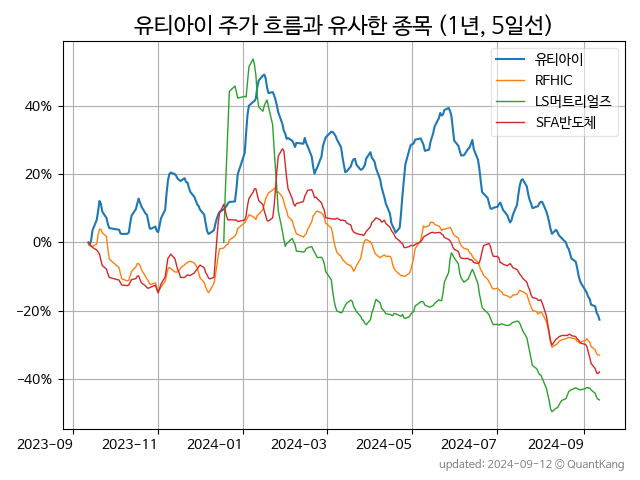 유티아이 주가 흐름과 유사한 종목 (1년, 5일선)
유티아이
RFHIC
LS머트리얼즈
SFA반도체
40%
20%
0%
−20%
−40%
2023-09 2023-11 2024-01 2024-03 2024-05 2024-07 2024-09
updated: 2024-09-12 © QuantKang